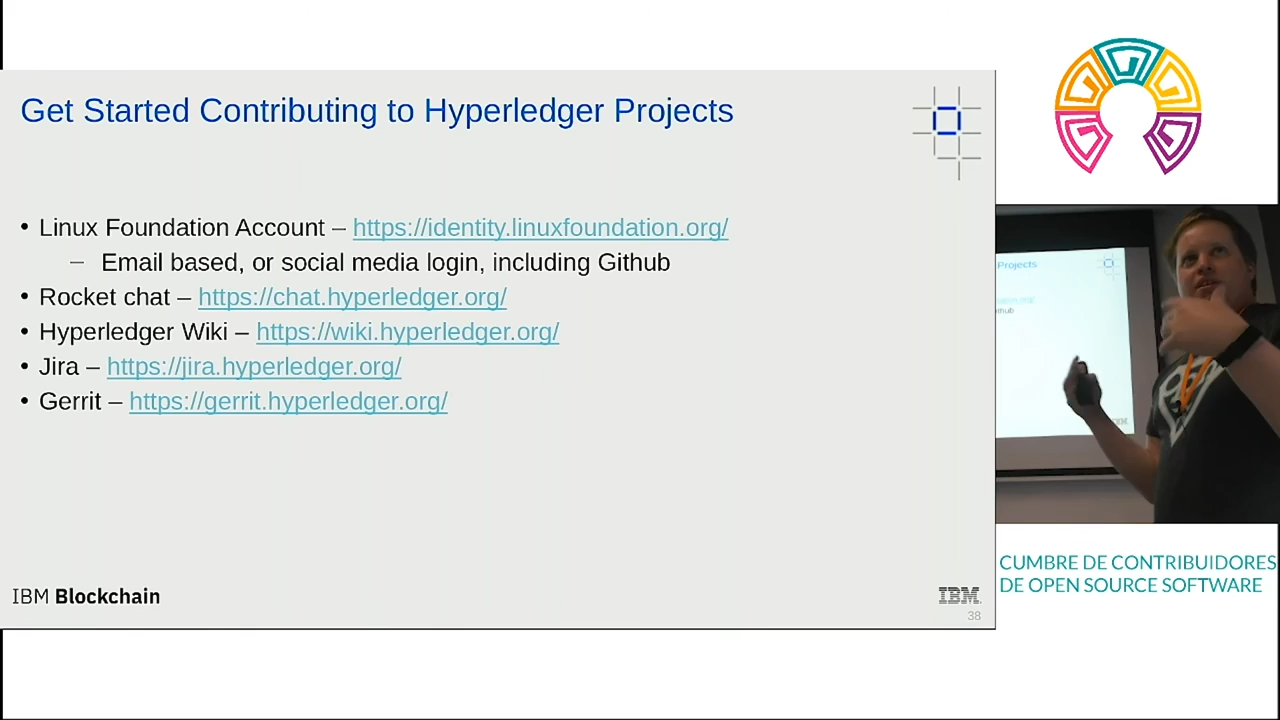 Get Started Contributing to Hyperledger Projects
• Linux Foundation Account – https://identity.linuxfoundation.org/
– Email based, or social media login, including Github
• Rocket chat – https://chat.hyperledger.org/
• Hyperledger Wiki – https://wiki.hyperledger.org/
• Jira – https://jira.hyperledger.org/
• Gerrit – https://gerrit.hyperledger.org/
IBM Blockchain
IBM
38
Projects
IBM
CUMBRE DE CONTRIBUIDORES
DE OPEN SOURCE SOFTWARE